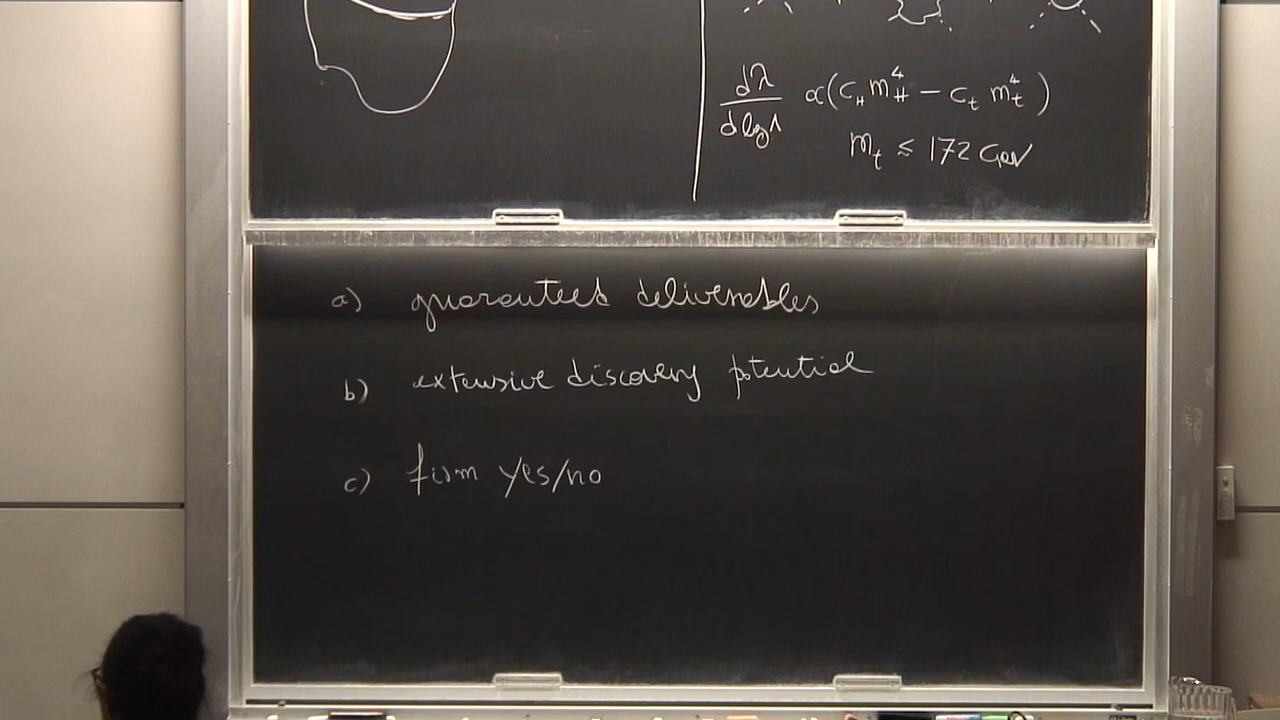 dλ/dlogΛ ∝ (c_H m_H^4 − c_t m_t^4)
m_t ≲ 172 GeV
a) guaranteed deliverables
b) extensive discovery potential
c) firm yes/no